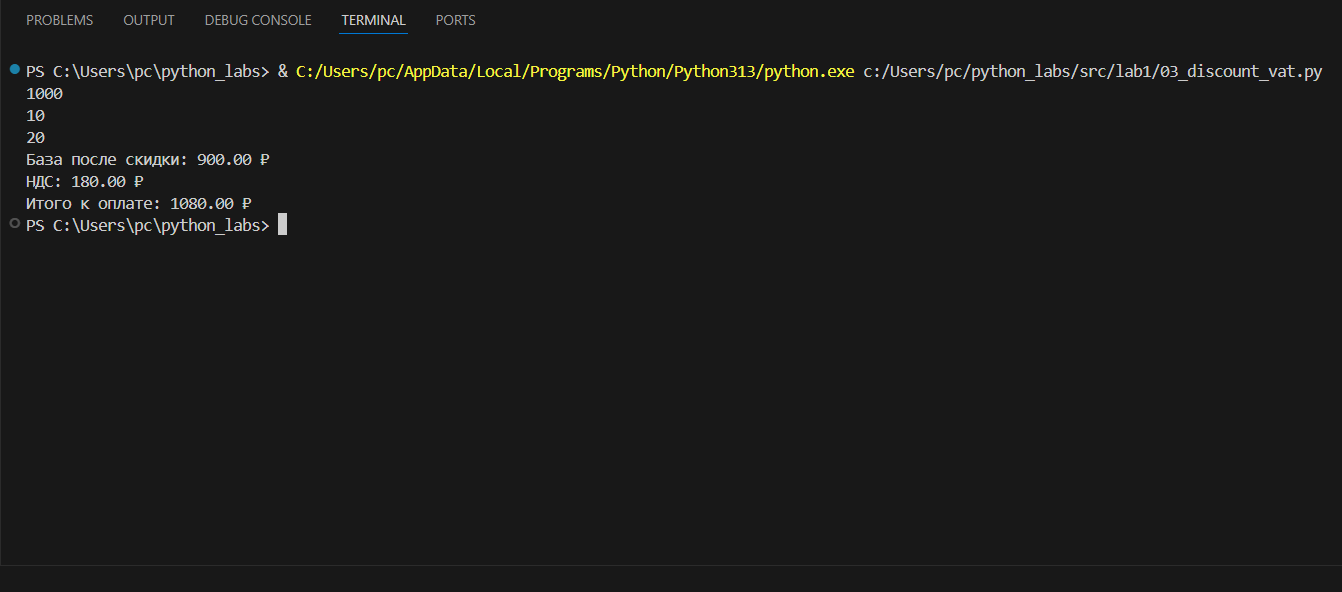 PROBLEMS OUTPUT DEBUG CONSOLE TERMINAL PORTS
PS C:\Users\pc\python_labs> & C:/Users/pc/AppData/Local/Programs/Python/Python313/python.exe c:/Users/pc/python_labs/src/lab1/03_discount_vat.py
1000
10
20
База после скидки: 900.00 ₽
НДС: 180.00 ₽
Итого к оплате: 1080.00 ₽
PS C:\Users\pc\python_labs>